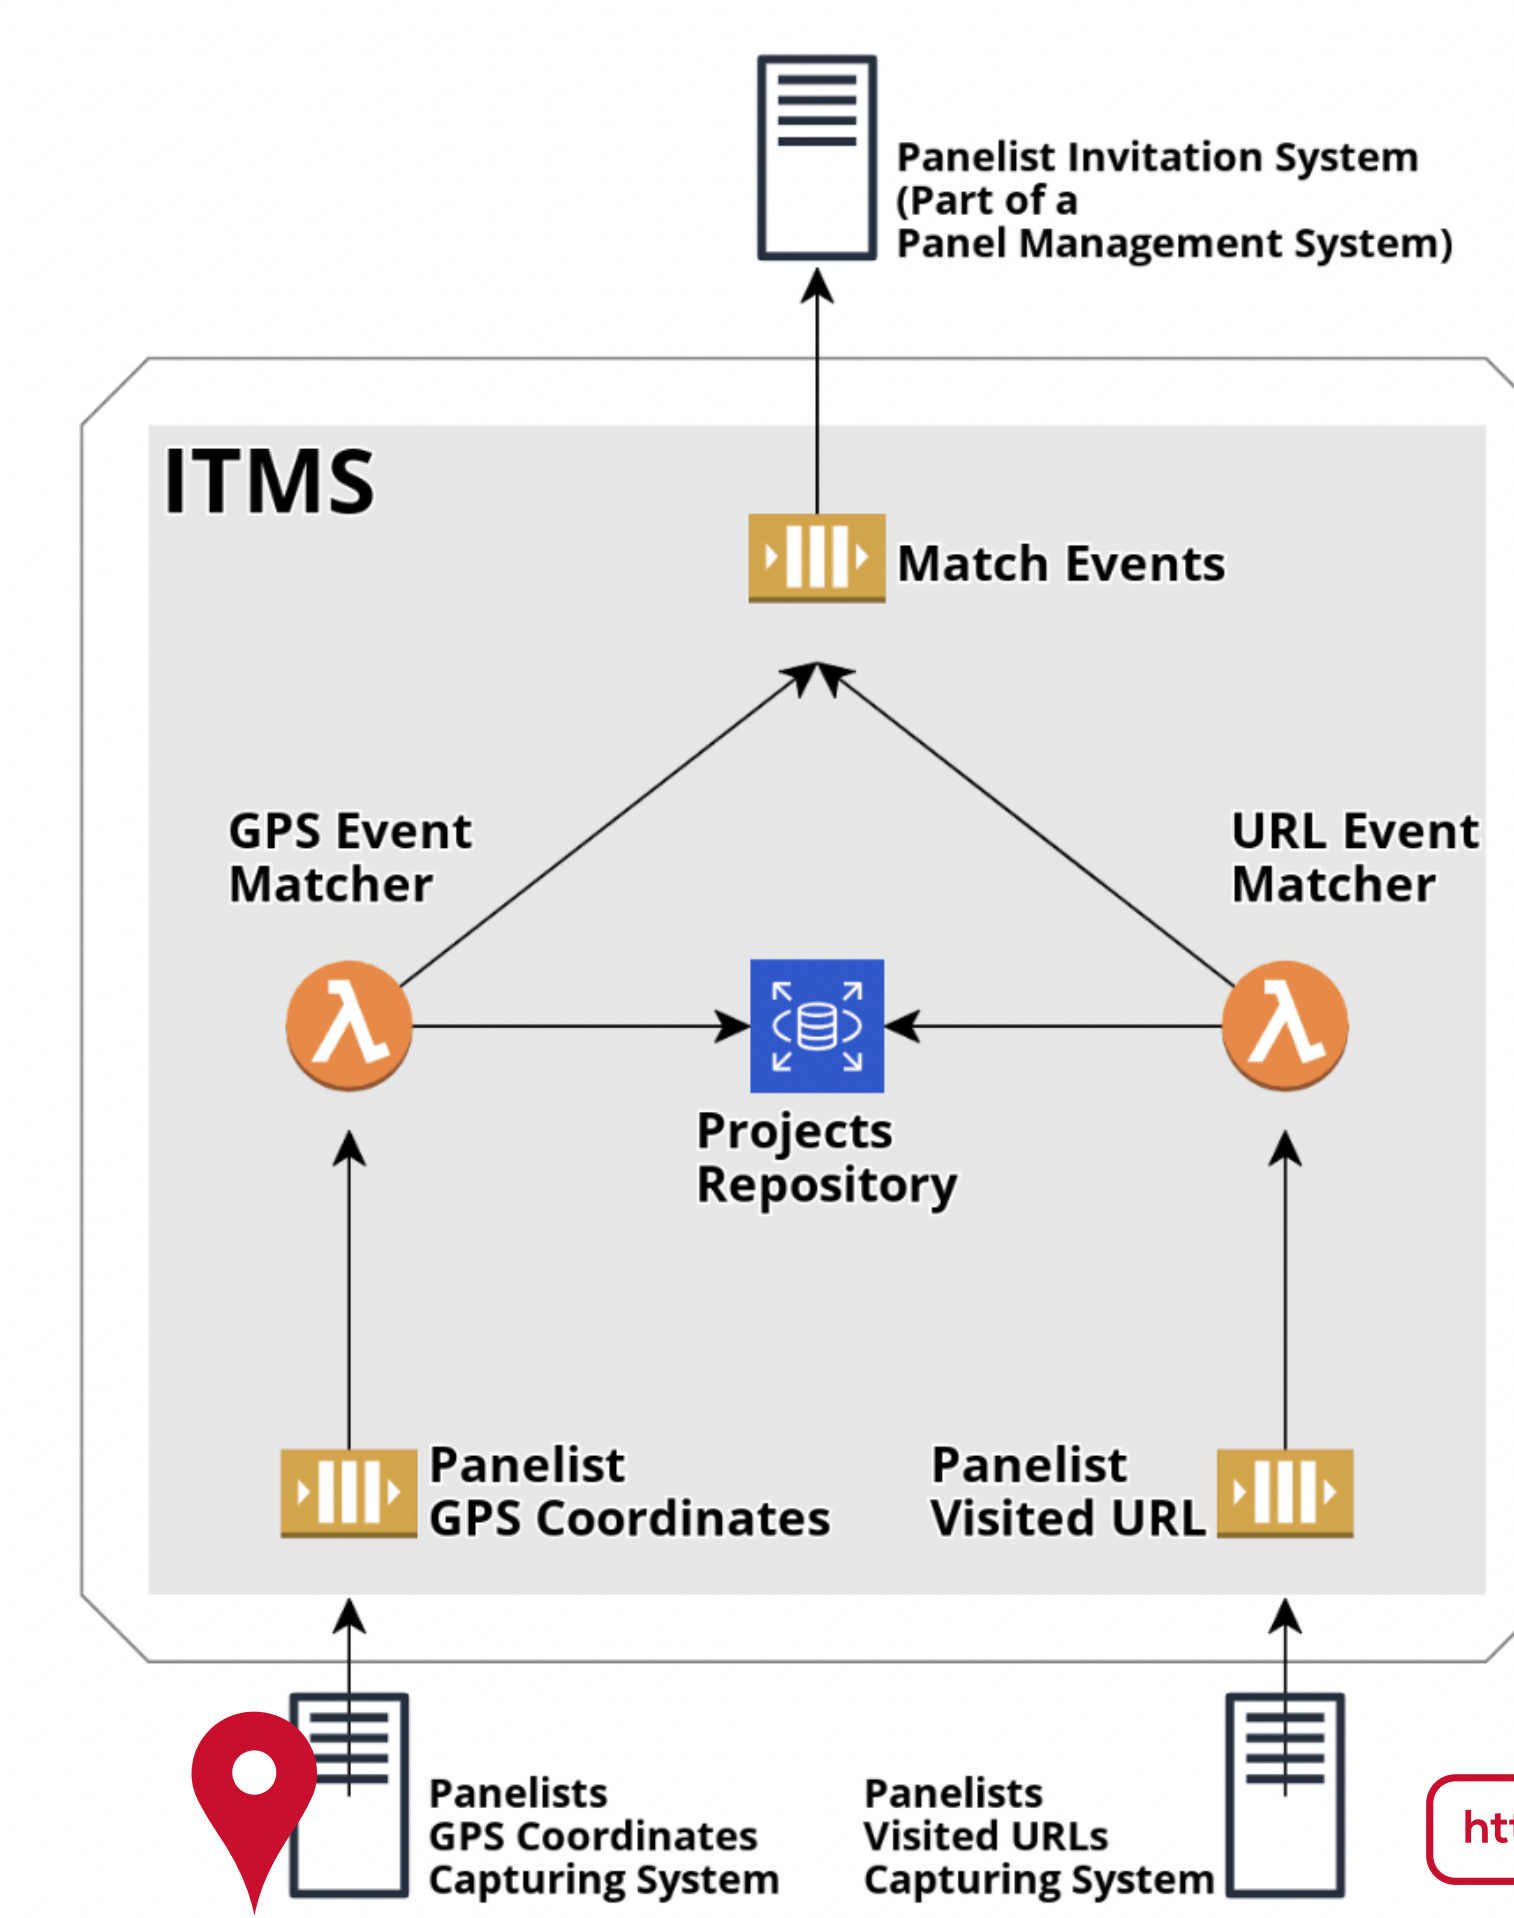 Panelist Invitation System
(Part of a
Panel Management System)
ITMS
Match Events
GPS Event
Matcher
URL Event
Matcher
Projects
Repository
Panelist
GPS Coordinates
Panelist
Visited URL
Panelists
GPS Coordinates
Capturing System
Panelists
Visited URLs
Capturing System